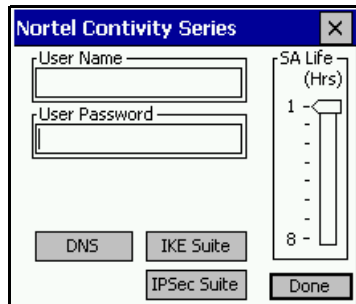 Nortel Contivity Series
User Name
User Password
SA Life
(Hrs)
1
8
DNS
IKE Suite
IPSec Suite
Done